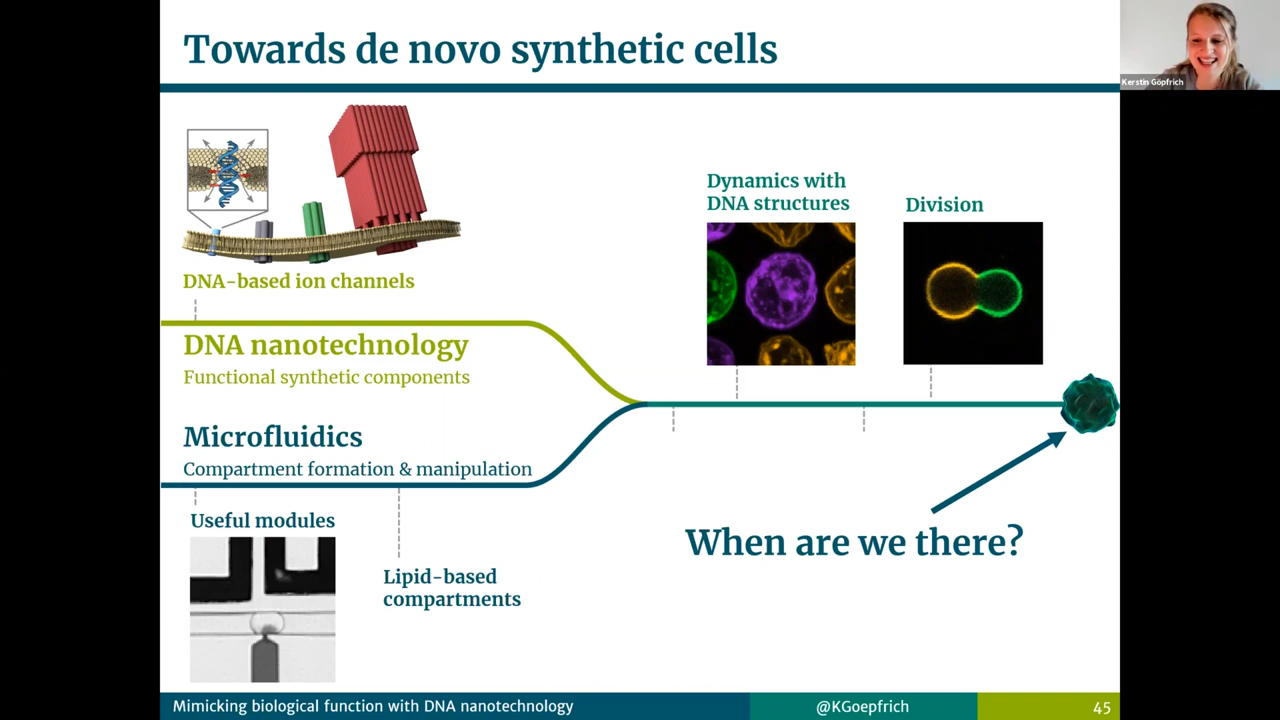 Towards de novo synthetic cells
Kerstin Göpfrich
Dynamics with
DNA structures
Division
DNA-based ion channels
DNA nanotechnology
Functional synthetic components
Microfluidics
Compartment formation & manipulation
Useful modules
Lipid-based
compartments
When are we there?
Mimicking biological function with DNA nanotechnology
@KGoepfrich
45